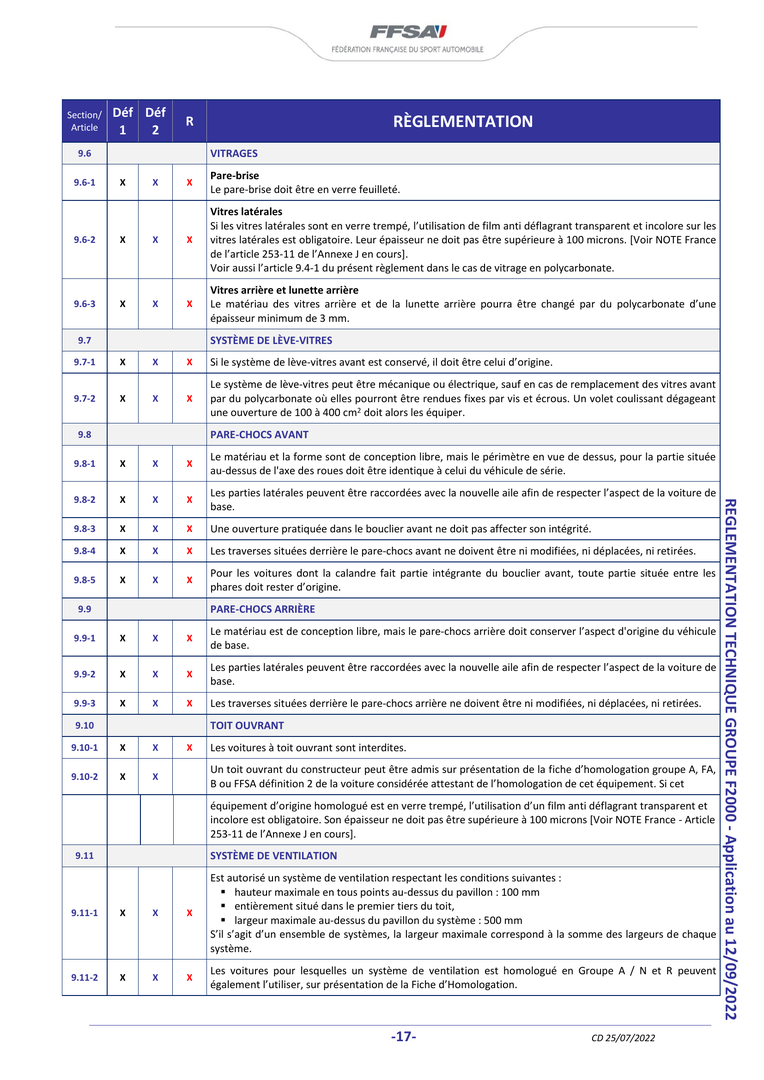 FFSA
FÉDÉRATION FRANÇAISE DU SPORT AUTOMOBILE
Section/ Article Déf 1 Déf 2 R RÈGLEMENTATION
9.6 VITRAGES
9.6-1 X X X Pare-brise
Le pare-brise doit être en verre feuilleté.
9.6-2 X X X Vitres latérales
Si les vitres latérales sont en verre trempé, l'utilisation de film anti déflagrant transparent et incolore sur les
vitres latérales est obligatoire. Leur épaisseur ne doit pas être supérieure à 100 microns. [Voir NOTE France
de l'article 253-11 de l'Annexe J en cours].
Voir aussi l'article 9.4-1 du présent règlement dans le cas de vitrage en polycarbonate.
9.6-3 X X X Vitres arrière et lunette arrière
Le matériau des vitres arrière et de la lunette arrière pourra être changé par du polycarbonate d'une
épaisseur minimum de 3 mm.
9.7 SYSTÈME DE LÈVE-VITRES
9.7-1 X X X Si le système de lève-vitres avant est conservé, il doit être celui d'origine.
9.7-2 X X X Le système de lève-vitres peut être mécanique ou électrique, sauf en cas de remplacement des vitres avant
par du polycarbonate où elles pourront être rendues fixes par vis et écrous. Un volet coulissant dégageant
une ouverture de 100 à 400 cm² doit alors les équiper.
9.8 PARE-CHOCS AVANT
9.8-1 X X X Le matériau et la forme sont de conception libre, mais le périmètre en vue de dessus, pour la partie située
au-dessus de l'axe des roues doit être identique à celui du véhicule de série.
9.8-2 X X X Les parties latérales peuvent être raccordées avec la nouvelle aile afin de respecter l'aspect de la voiture de
base.
9.8-3 X X X Une ouverture pratiquée dans le bouclier avant ne doit pas affecter son intégrité.
9.8-4 X X X Les traverses situées derrière le pare-chocs avant ne doivent être ni modifiées, ni déplacées, ni retirées.
9.8-5 X X X Pour les voitures dont la calandre fait partie intégrante du bouclier avant, toute partie située entre les
phares doit rester d'origine.
9.9 PARE-CHOCS ARRIÈRE
9.9-1 X X X Le matériau est de conception libre, mais le pare-chocs arrière doit conserver l'aspect d'origine du véhicule
de base.
9.9-2 X X X Les parties latérales peuvent être raccordées avec la nouvelle aile afin de respecter l'aspect de la voiture de
base.
9.9-3 X X X Les traverses situées derrière le pare-chocs arrière ne doivent être ni modifiées, ni déplacées, ni retirées.
9.10 TOIT OUVRANT
9.10-1 X X X Les voitures à toit ouvrant sont interdites.
9.10-2 X X Un toit ouvrant du constructeur peut être admis sur présentation de la fiche d'homologation groupe A, FA,
B ou FFSA définition 2 de la voiture considérée attestant de l'homologation de cet équipement. Si cet
équipement d'origine homologué est en verre trempé, l'utilisation d'un film anti déflagrant transparent et
incolore est obligatoire. Son épaisseur ne doit pas être supérieure à 100 microns [Voir NOTE France - Article
253-11 de l'Annexe J en cours].
9.11 SYSTÈME DE VENTILATION
9.11-1 X X X Est autorisé un système de ventilation respectant les conditions suivantes :
▪ hauteur maximale en tous points au-dessus du pavillon : 100 mm
▪ entièrement situé dans le premier tiers du toit,
▪ largeur maximale au-dessus du pavillon du système : 500 mm
S'il s'agit d'un ensemble de systèmes, la largeur maximale correspond à la somme des largeurs de chaque
système.
9.11-2 X X X Les voitures pour lesquelles un système de ventilation est homologué en Groupe A / N et R peuvent
également l'utiliser, sur présentation de la Fiche d'Homologation.
REGLEMENTATION TECHNIQUE GROUPE F2000 - Application au 12/09/2022
-17-
CD 25/07/2022